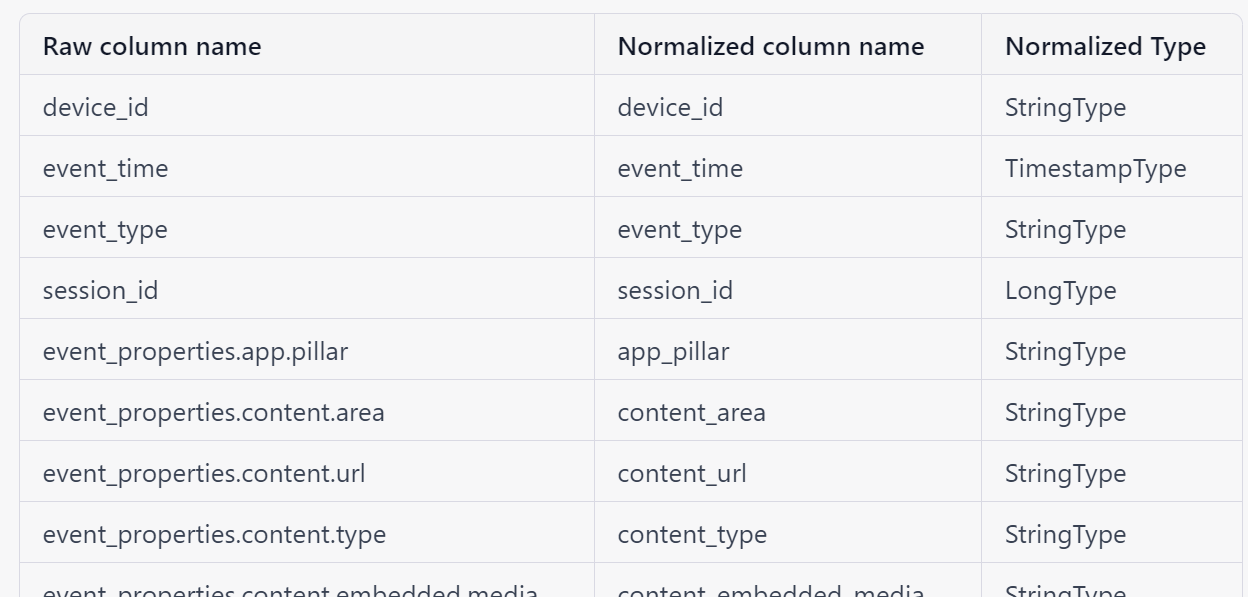 Raw column name Normalized column name Normalized Type
device_id device_id StringType
event_time event_time TimestampType
event_type event_type StringType
session_id session_id LongType
event_properties.app.pillar app_pillar StringType
event_properties.content.area content_area StringType
event_properties.content.url content_url StringType
event_properties.content.type content_type StringType
event_properties.content.embedded.media content_embedded_media StringType